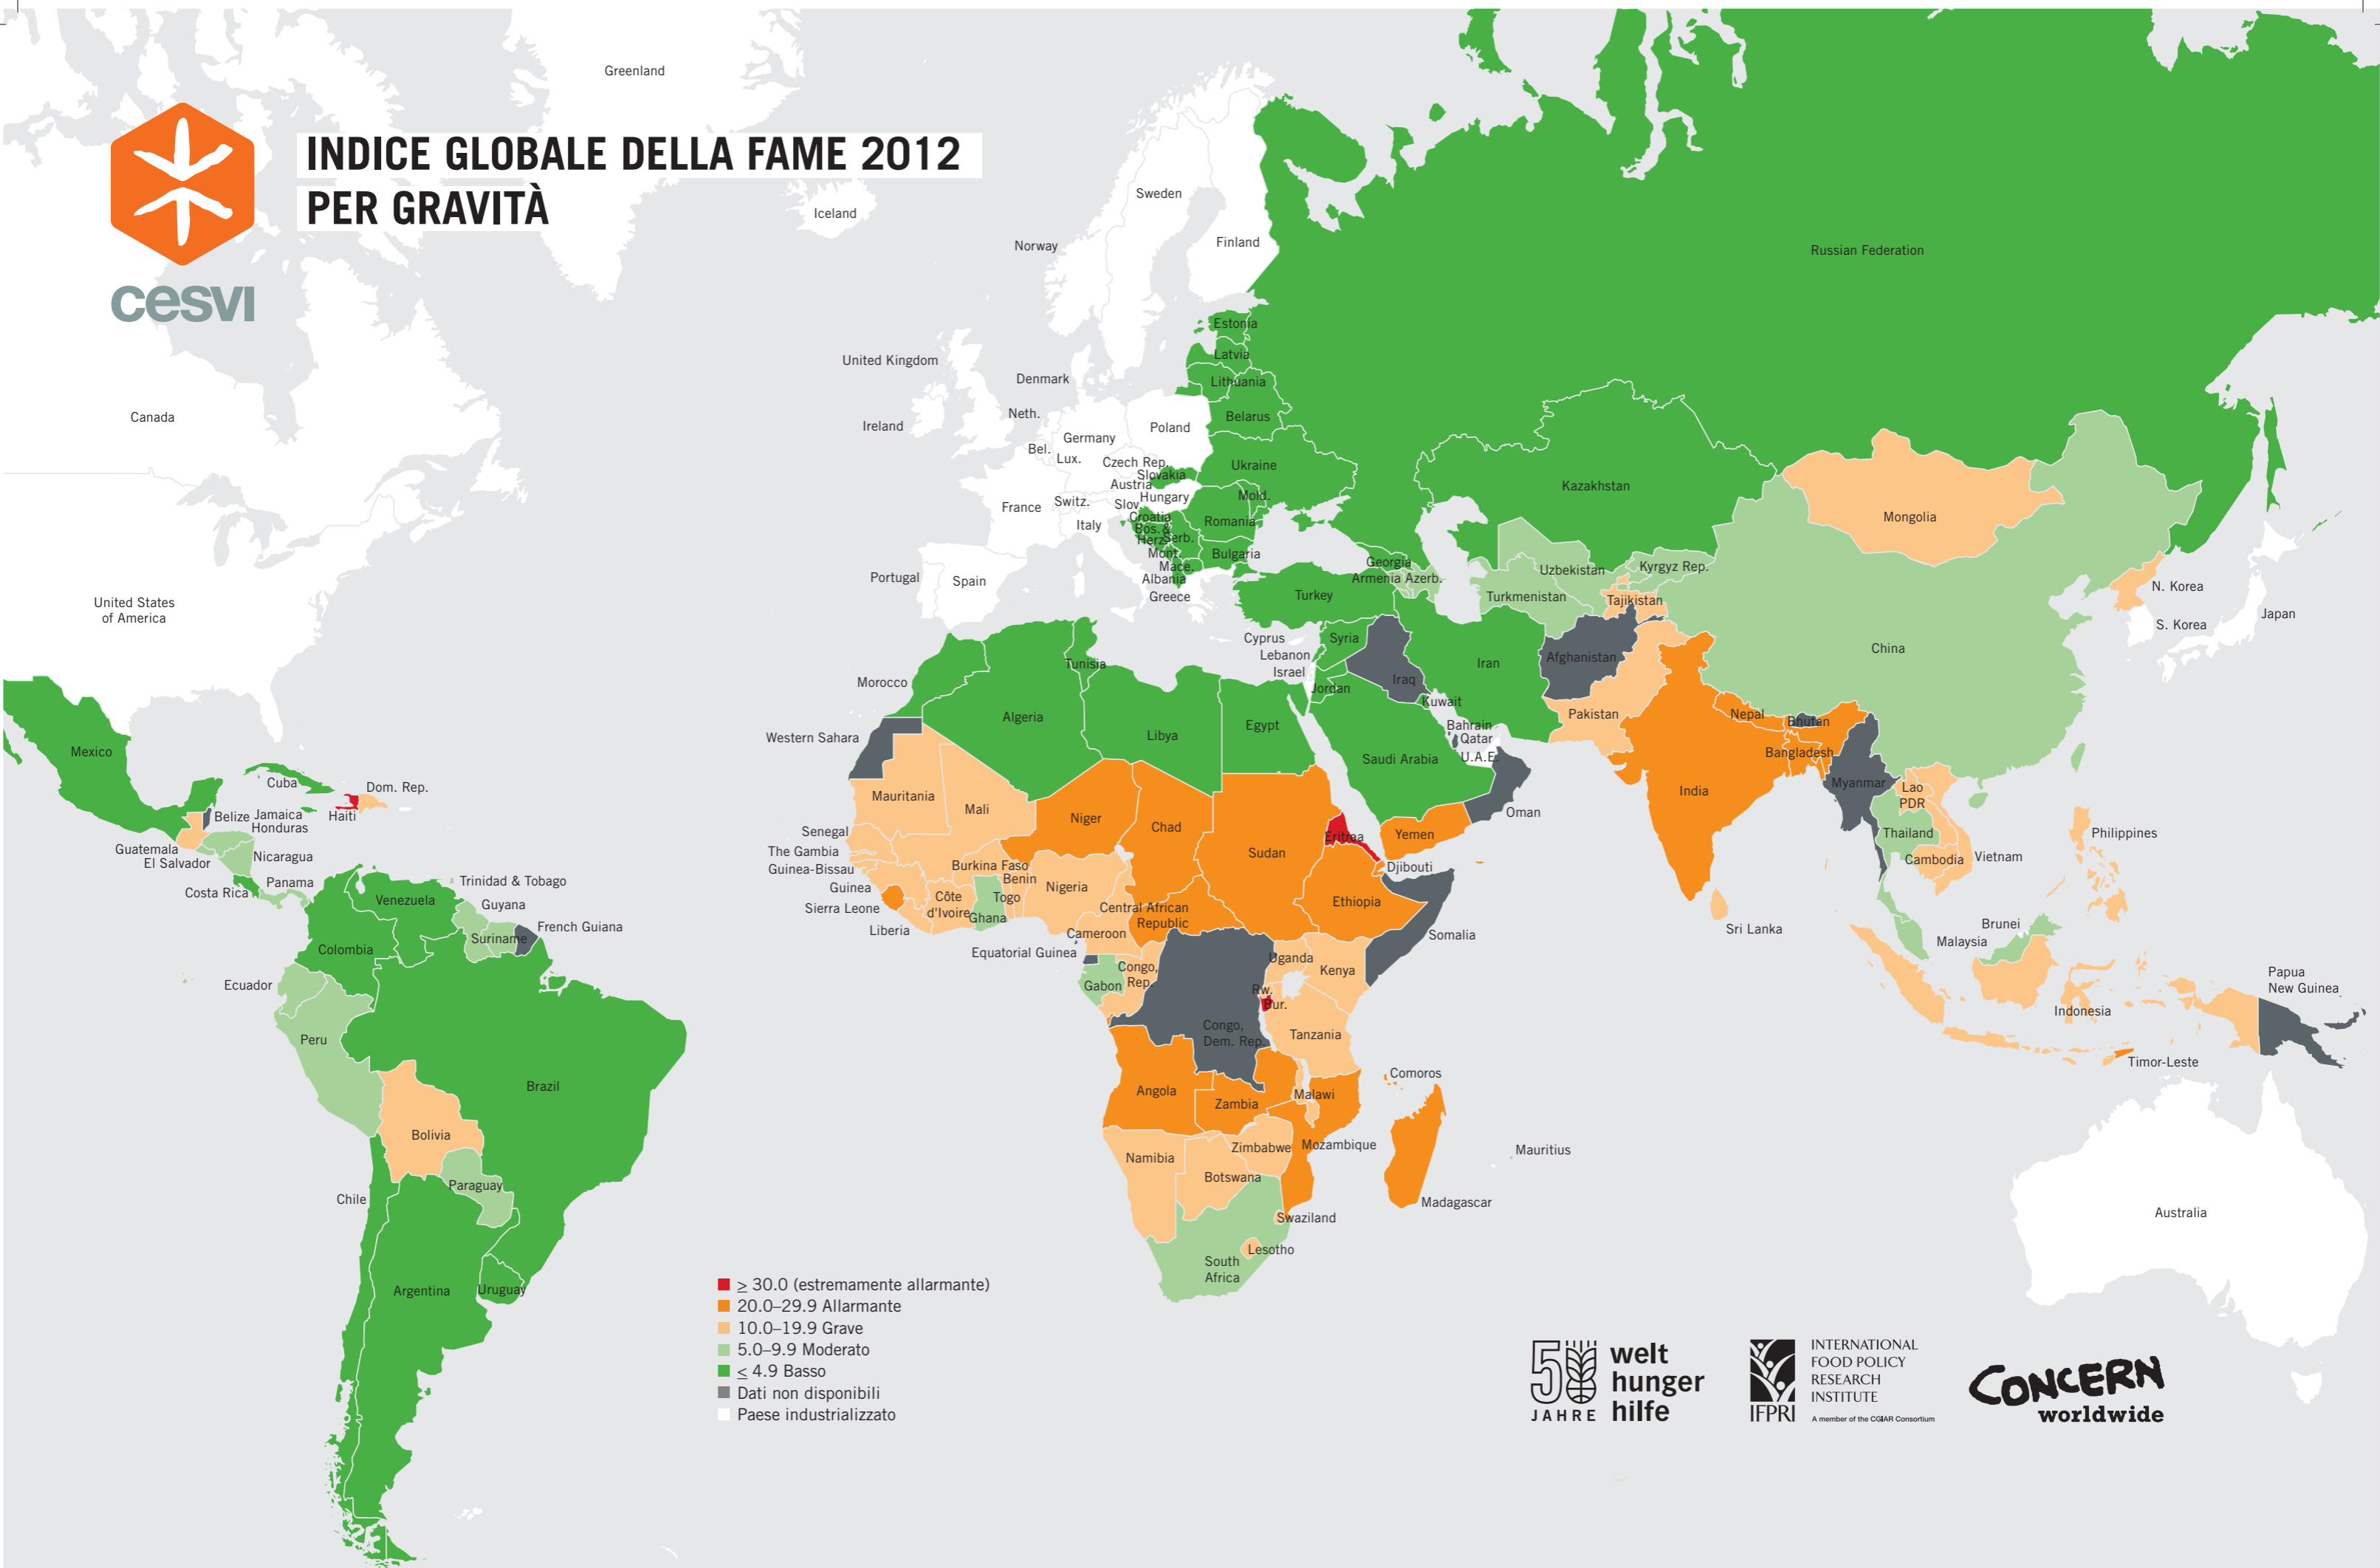 INDICE GLOBALE DELLA FAME 2012
PER GRAVITÀ
cesvi
Greenland
Iceland
Norway
Sweden
Finland
Russian Federation
Canada
United States
of America
United Kingdom
Ireland
Denmark
Neth.
Bel.
Lux.
Germany
Poland
Czech Rep.
Slovakia
Austria
Hungary
France
Switz.
Slov.
Italy
Croatia
Bos. &
Herz.
Serb.
Mont.
Mace.
Albania
Greece
Portugal
Spain
Estonia
Latvia
Lithuania
Belarus
Ukraine
Mold.
Romania
Bulgaria
Georgia
Armenia
Azerb.
Turkey
Kazakhstan
Uzbekistan
Kyrgyz Rep.
Turkmenistan
Tajikistan
Mongolia
China
N. Korea
S. Korea
Japan
Cyprus
Lebanon
Israel
Syria
Jordan
Iraq
Iran
Kuwait
Bahrain
Qatar
U.A.E.
Saudi Arabia
Oman
Yemen
Afghanistan
Pakistan
Nepal
Bhutan
Bangladesh
India
Sri Lanka
Myanmar
Lao
PDR
Thailand
Cambodia
Vietnam
Philippines
Brunei
Malaysia
Indonesia
Timor-Leste
Papua
New Guinea
Australia
Morocco
Western Sahara
Algeria
Tunisia
Libya
Egypt
Mauritania
Mali
Niger
Chad
Sudan
Eritrea
Djibouti
Ethiopia
Somalia
Senegal
The Gambia
Guinea-Bissau
Guinea
Sierra Leone
Liberia
Côte
d'Ivoire
Burkina Faso
Ghana
Togo
Benin
Nigeria
Cameroon
Central African
Republic
Equatorial Guinea
Gabon
Congo,
Rep.
Congo,
Dem. Rep.
Uganda
Kenya
Rw.
Bur.
Tanzania
Angola
Zambia
Malawi
Mozambique
Comoros
Madagascar
Mauritius
Zimbabwe
Namibia
Botswana
Swaziland
Lesotho
South
Africa
Mexico
Cuba
Dom. Rep.
Haiti
Belize
Jamaica
Honduras
Guatemala
El Salvador
Nicaragua
Costa Rica
Panama
Trinidad & Tobago
Venezuela
Guyana
Suriname
French Guiana
Colombia
Ecuador
Peru
Brazil
Bolivia
Paraguay
Chile
Argentina
Uruguay
≥ 30.0 (estremamente allarmante)
20.0–29.9 Allarmante
10.0–19.9 Grave
5.0–9.9 Moderato
≤ 4.9 Basso
Dati non disponibili
Paese industrializzato
50
JAHRE
welt
hunger
hilfe
IFPRI
INTERNATIONAL
FOOD POLICY
RESEARCH
INSTITUTE
A member of the CGIAR Consortium
CONCERN
worldwide